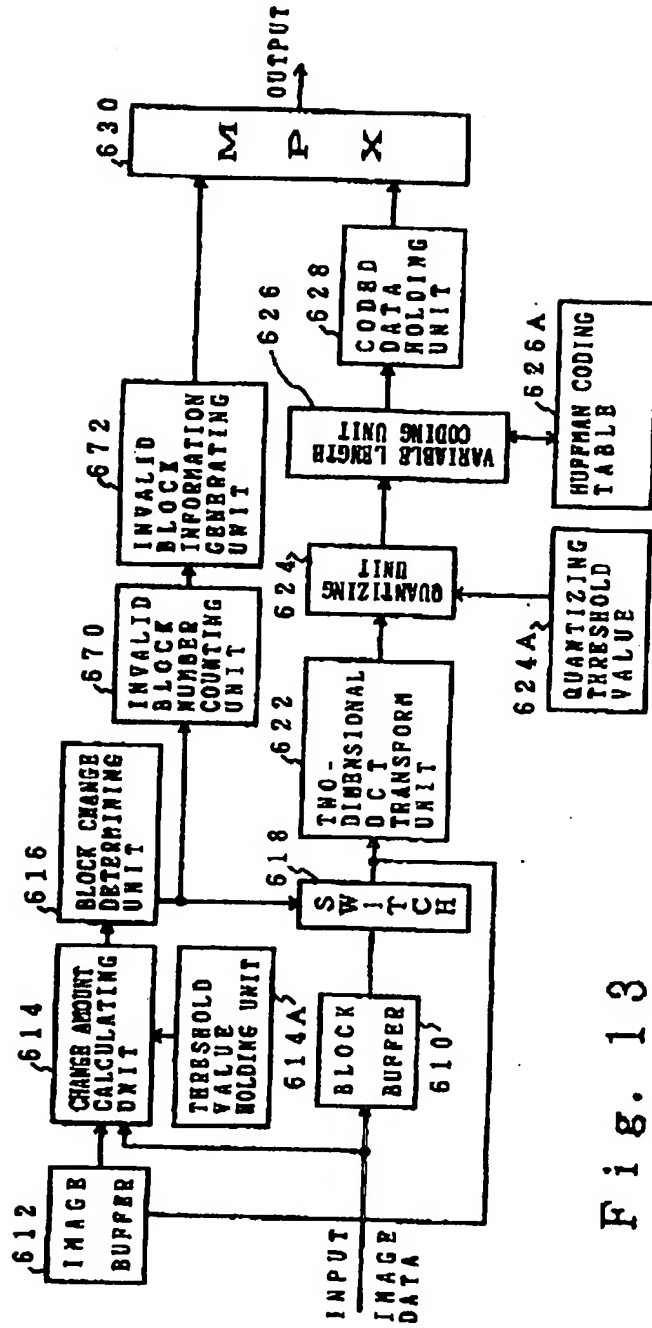 612
IMAGE
BUFFER
614
CHANGE AMOUNT
CALCULATING
UNIT
616
BLOCK CHANGE
DETERMINING
UNIT
THRESHOLD
VALUE
HOLDING UNIT
614A
INPUT
IMAGE
DATA
BLOCK
BUFFER
610
618
SWITCH
670
INVALID
BLOCK
NUMBER
COUNTING
UNIT
672
INVALID
BLOCK
INFORMATION
GENERATING
UNIT
622
TWO-
DIMENSIONAL
DCT
TRANSFORM
UNIT
624
QUANTIZING
UNIT
624A
QUANTIZING
THRESHOLD
VALUE
626
VARIABLE LENGTH
CODING UNIT
626A
HUFFMAN CODING
TABLE
628
CODED
DATA
HOLDING
UNIT
630
MPX
OUTPUT
Fig. 13